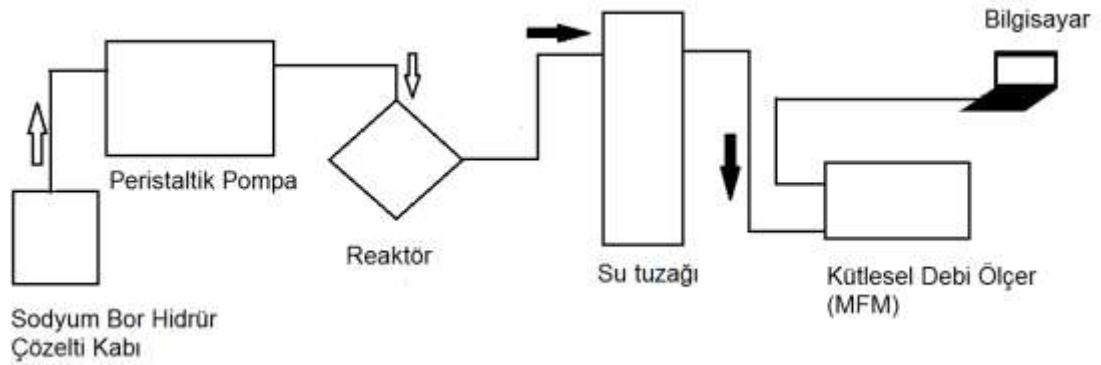 Bilgisayar
Peristaltik Pompa
Reaktör
Su tuzağı
Kütlesel Debi Ölçer
(MFM)
Sodyum Bor Hidrür
Çözelti Kabı